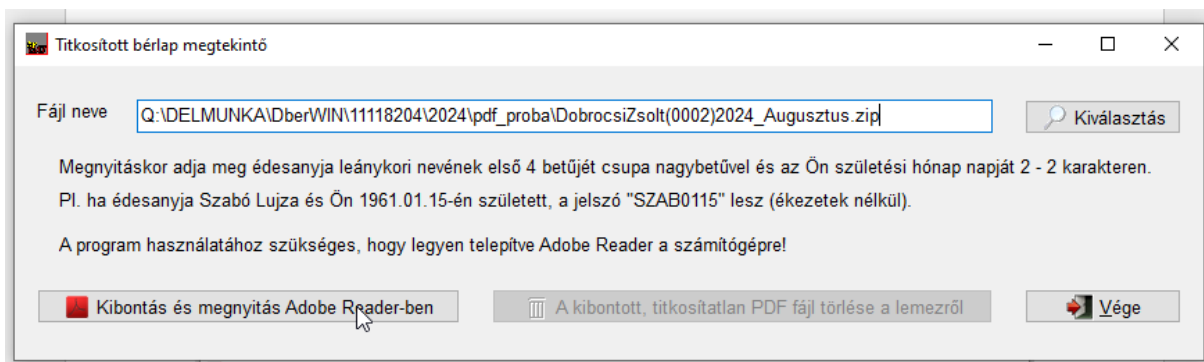 Titkosított bérlap megtekintő
Fájl neve Q:\DELMUNKA\DberWIN\11118204\2024\pdf_proba\DobrocsiZsolt(0002)2024_Augusztus.zip Kiválasztás
Megnyitáskor adja meg édesanyja leánykori nevének első 4 betűjét csupa nagybetűvel és az Ön születési hónap napját 2 - 2 karakteren.
Pl. ha édesanyja Szabó Lujza és Ön 1961.01.15-én született, a jelszó "SZAB0115" lesz (ékezetek nélkül).
A program használatához szükséges, hogy legyen telepítve Adobe Reader a számítógépre!
Kibontás és megnyitás Adobe Reader-ben A kibontott, titkosítatlan PDF fájl törlése a lemezről Vége